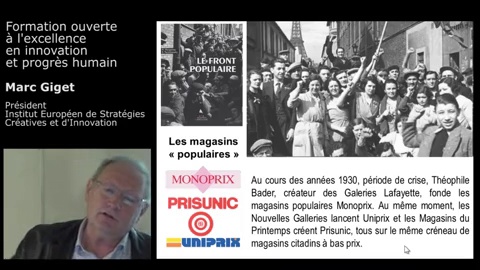 Formation ouverte
à l'excellence
en innovation
et progrès humain
Marc Giget
Président
Institut Européen de Stratégies
Créatives et d'Innovation
LE FRONT
POPULAIRE
Les magasins
« populaires »
MONOPRIX
PRISUNIC
UNIPRIX
Au cours des années 1930, période de crise, Théophile
Bader, créateur des Galeries Lafayette, fonde les
magasins populaires Monoprix. Au même moment, les
Nouvelles Galleries lancent Uniprix et les Magasins du
Printemps créent Prisunic, tous sur le même créneau de
magasins citadins à bas prix.